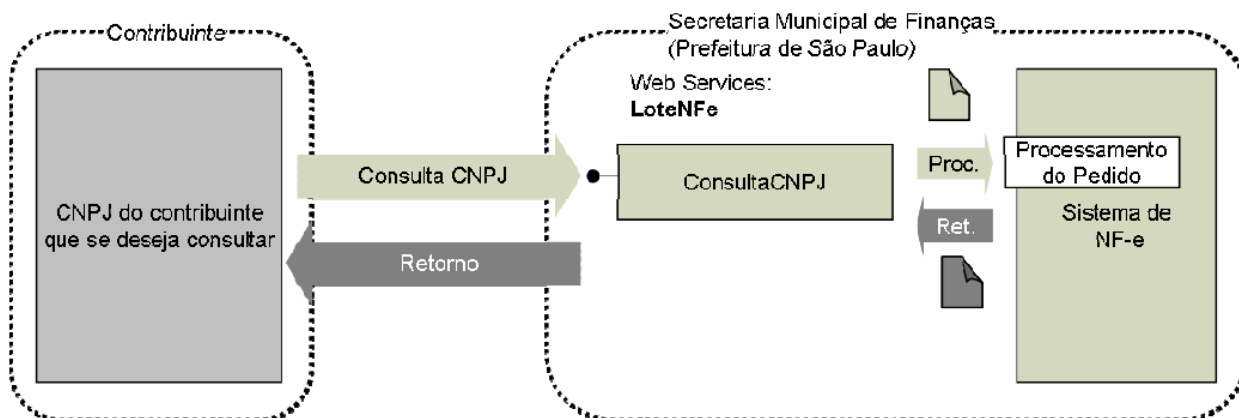 Contribuinte
CNPJ do contribuinte
que se deseja consultar
Consulta CNPJ
Retorno
Secretaria Municipal de Finanças
(Prefeitura de São Paulo)
Web Services:
LoteNFe
ConsultaCNPJ
Proc.
Ret.
Processamento
do Pedido
Sistema de
NF-e